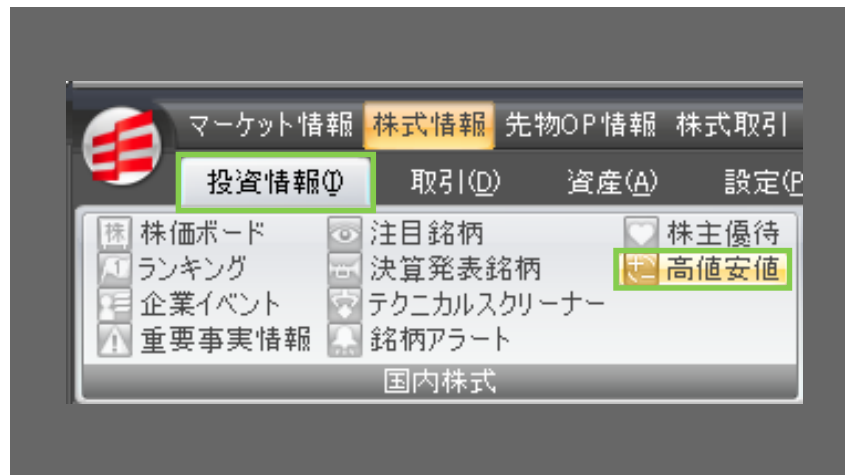 マーケット情報 株式情報 先物OP情報 株式取引
投資情報(I) 取引(D) 資産(A) 設定(P
株価ボード 注目銘柄 株主優待
ランキング 決算発表銘柄 高値安値
企業イベント テクニカルスクリーナー
重要事実情報 銘柄アラート
国内株式